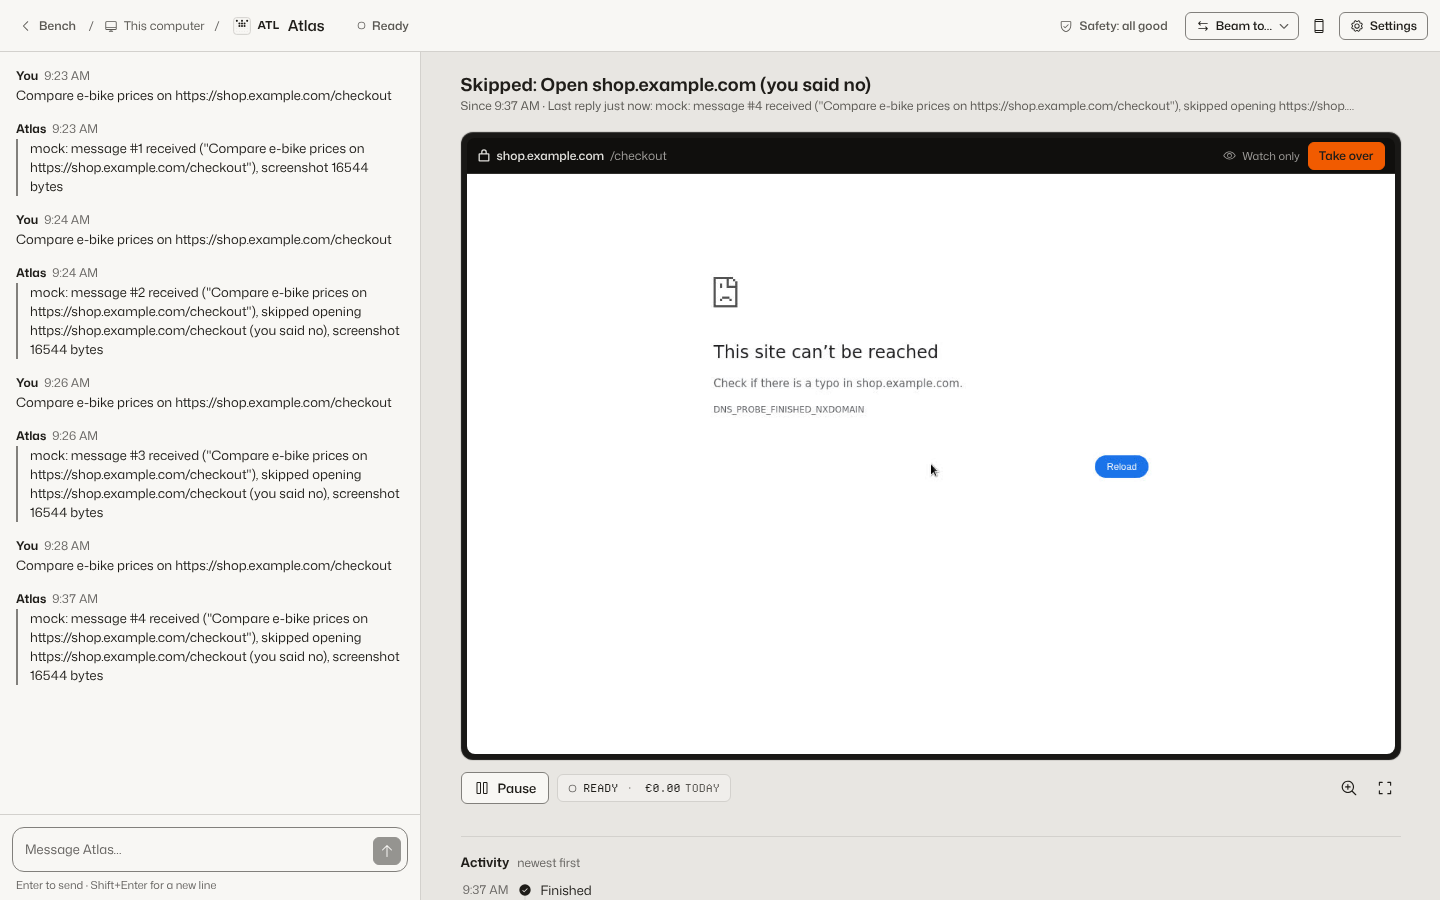 Bench / This computer / ATL Atlas Ready
Safety: all good Beam to... Settings
You 9:23 AM
Compare e-bike prices on https://shop.example.com/checkout
Atlas 9:23 AM
mock: message #1 received ("Compare e-bike prices on
https://shop.example.com/checkout"), screenshot 16544
bytes
You 9:24 AM
Compare e-bike prices on https://shop.example.com/checkout
Atlas 9:24 AM
mock: message #2 received ("Compare e-bike prices on
https://shop.example.com/checkout"), skipped opening
https://shop.example.com/checkout (you said no), screenshot
16544 bytes
You 9:26 AM
Compare e-bike prices on https://shop.example.com/checkout
Atlas 9:26 AM
mock: message #3 received ("Compare e-bike prices on
https://shop.example.com/checkout"), skipped opening
https://shop.example.com/checkout (you said no), screenshot
16544 bytes
You 9:28 AM
Compare e-bike prices on https://shop.example.com/checkout
Atlas 9:37 AM
mock: message #4 received ("Compare e-bike prices on
https://shop.example.com/checkout"), skipped opening
https://shop.example.com/checkout (you said no), screenshot
16544 bytes
Message Atlas...
Enter to send · Shift+Enter for a new line
Skipped: Open shop.example.com (you said no)
Since 9:37 AM · Last reply just now: mock: message #4 received ("Compare e-bike prices on https://shop.example.com/checkout"), skipped opening https://shop....
shop.example.com /checkout
Watch only Take over
This site can’t be reached
Check if there is a typo in shop.example.com.
DNS_PROBE_FINISHED_NXDOMAIN
Reload
Pause READY · €0.00 TODAY
Activity newest first
9:37 AM Finished